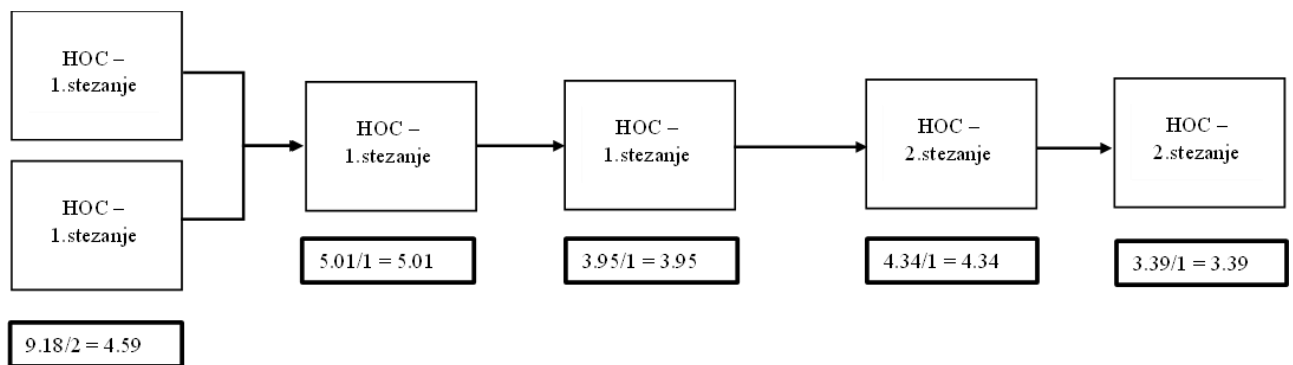 HOC –
1.stezanje
HOC –
1.stezanje
9.18/2 = 4.59
HOC –
1.stezanje
5.01/1 = 5.01
HOC –
1.stezanje
3.95/1 = 3.95
HOC –
2.stezanje
4.34/1 = 4.34
HOC –
2.stezanje
3.39/1 = 3.39